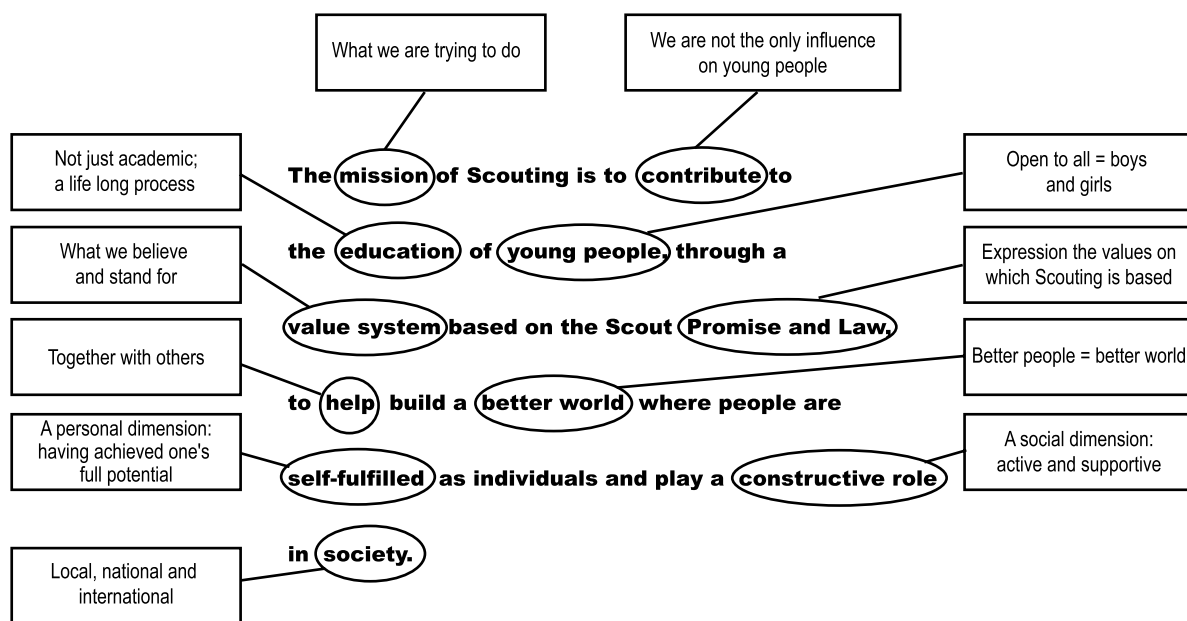 What we are trying to do
We are not the only influence
on young people
Not just academic;
a life long process
The mission of Scouting is to contribute to
Open to all = boys
and girls
the education of young people, through a
What we believe
and stand for
Expression the values on
which Scouting is based
value system based on the Scout Promise and Law,
Together with others
Better people = better world
to help build a better world where people are
A personal dimension:
having achieved one's
full potential
A social dimension:
active and supportive
self-fulfilled as individuals and play a constructive role
in society.
Local, national and
international